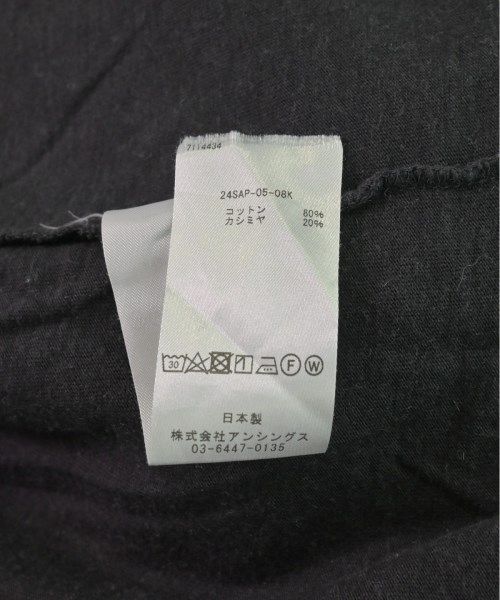 7114434
24SAP-05-08K
コットン 80%
カシミヤ 20%
30 F W
日本製
株式会社アンシングス
03-6447-0135